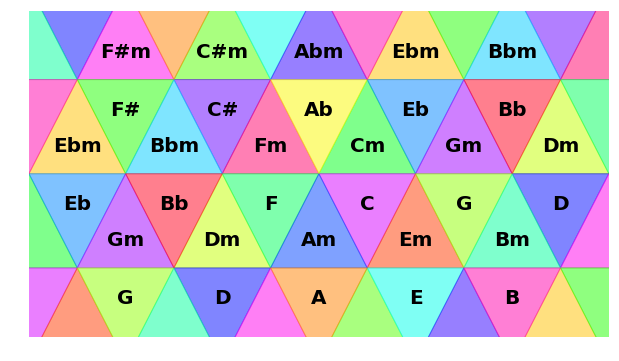 F#m C#m Abm Ebm Bbm
F# C# Ab Eb Bb
Ebm Bbm Fm Cm Gm Dm
Eb Bb F C G D
Gm Dm Am Em Bm
G D A E B